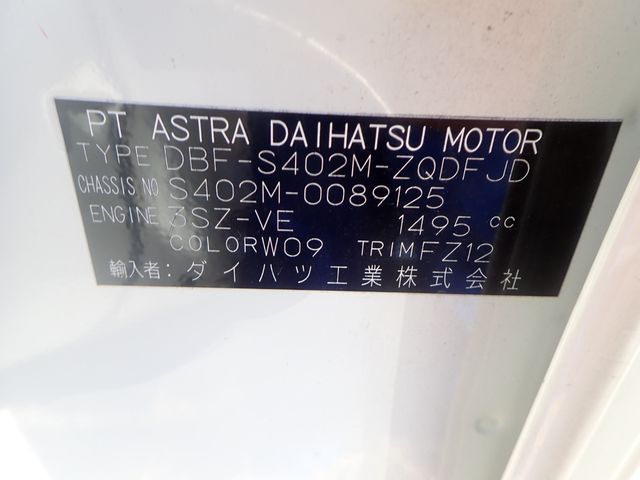 PT ASTRA DAIHATSU MOTOR
TYPE DBF-S402M-ZQDFJD
CHASSIS NO S402M-0089125
ENGINE 3SZ-VE 1495 cc
COLOR W09 TRIM FZ12
輸入者: ダイハツ工業株式会社